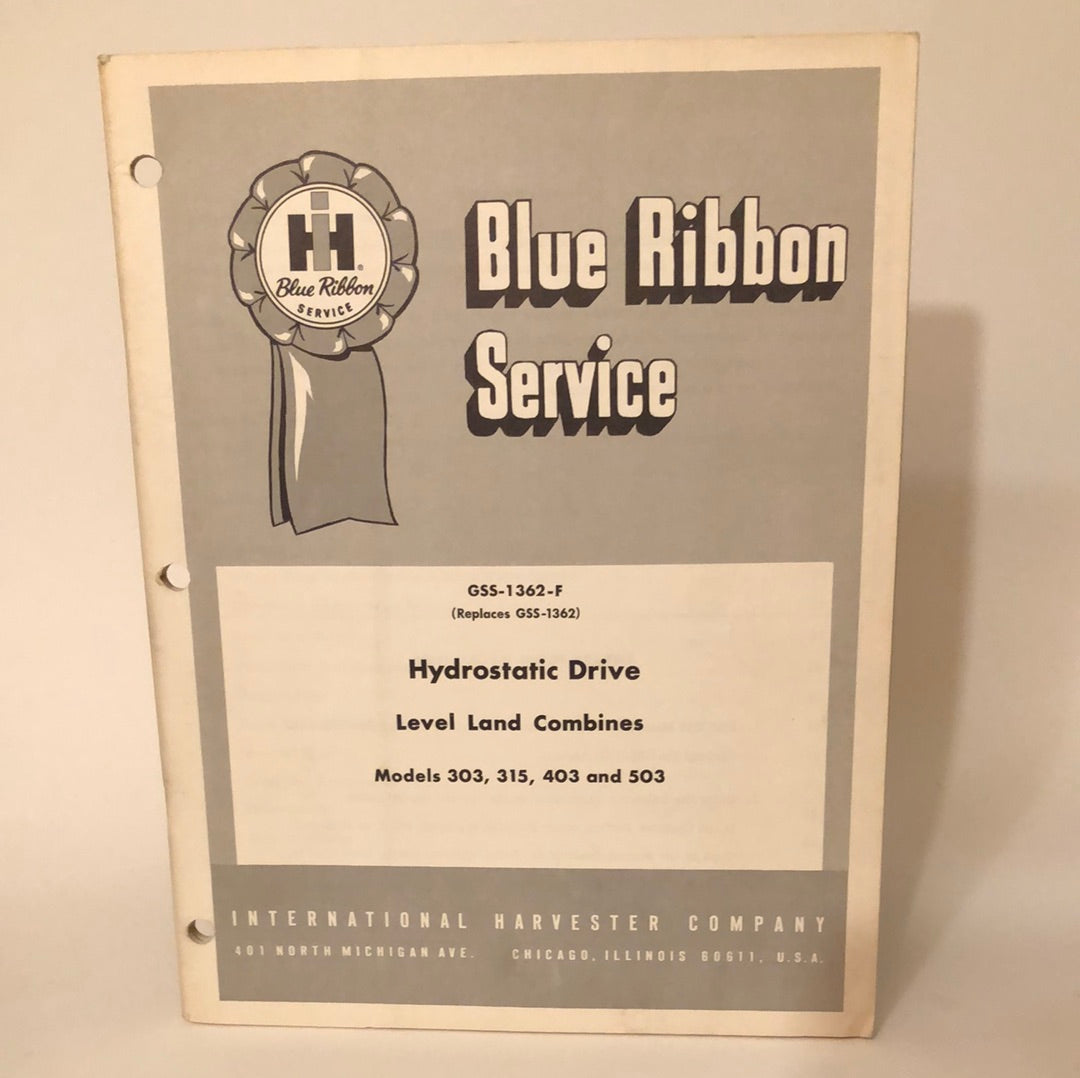 IH®
Blue Ribbon
SERVICE
Blue Ribbon
Service
GSS-1362-F
(Replaces GSS-1362)
Hydrostatic Drive
Level Land Combines
Models 303, 315, 403 and 503
INTERNATIONAL HARVESTER COMPANY
401 NORTH MICHIGAN AVE. CHICAGO, ILLINOIS 60611, U.S.A.